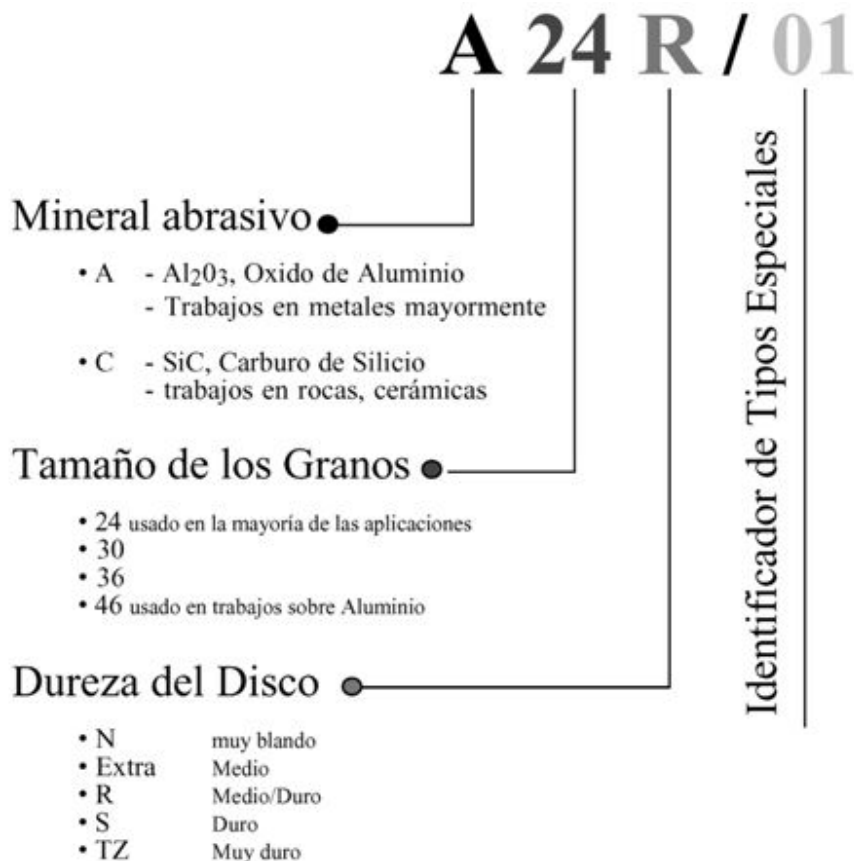 A 24 R / 01
Mineral abrasivo
• A - Al2O3, Oxido de Aluminio
- Trabajos en metales mayormente
• C - SiC, Carburo de Silicio
- trabajos en rocas, cerámicas
Tamaño de los Granos
• 24 usado en la mayoría de las aplicaciones
• 30
• 36
• 46 usado en trabajos sobre Aluminio
Dureza del Disco
• N muy blando
• Extra Medio
• R Medio/Duro
• S Duro
• TZ Muy duro
Identificador de Tipos Especiales